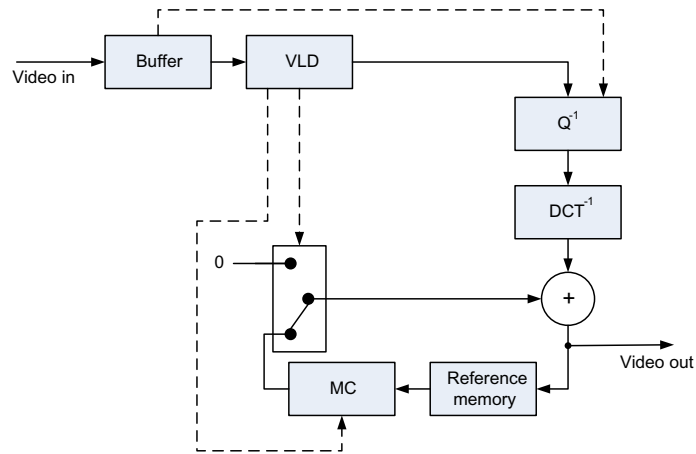 Buffer
VLD
Video in
Q⁻¹
DCT⁻¹
0
+
Video out
MC
Reference
memory